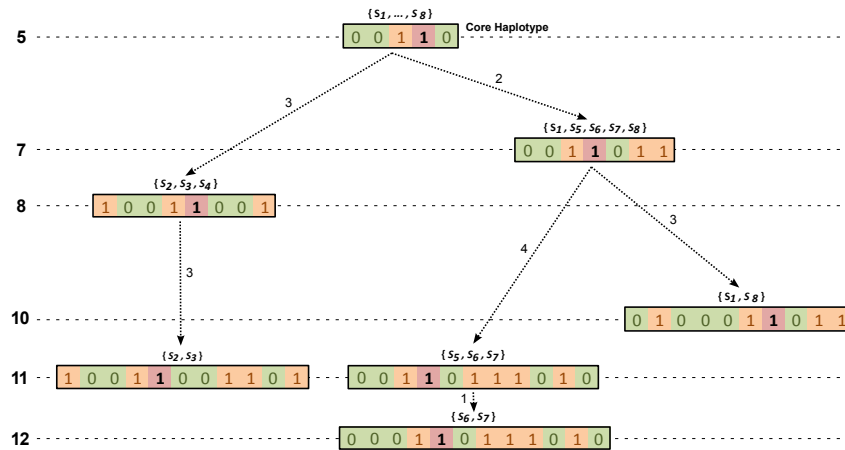 {S1, ..., S8}
5
0 0 1 1 0
Core Haplotype
3
2
{S1, S5, S6, S7, S8}
7
0 0 1 1 0 1 1
{S2, S3, S4}
8
1 0 0 1 1 0 0 1
4
3
3
{S1, S8}
10
0 1 0 0 0 1 1 0 1 1
{S2, S3}
{S5, S6, S7}
11
1 0 0 1 1 0 0 1 1 0 1
0 0 1 1 0 1 1 1 0 1 0
1
{S6, S7}
12
0 0 0 1 1 0 1 1 1 0 1 0